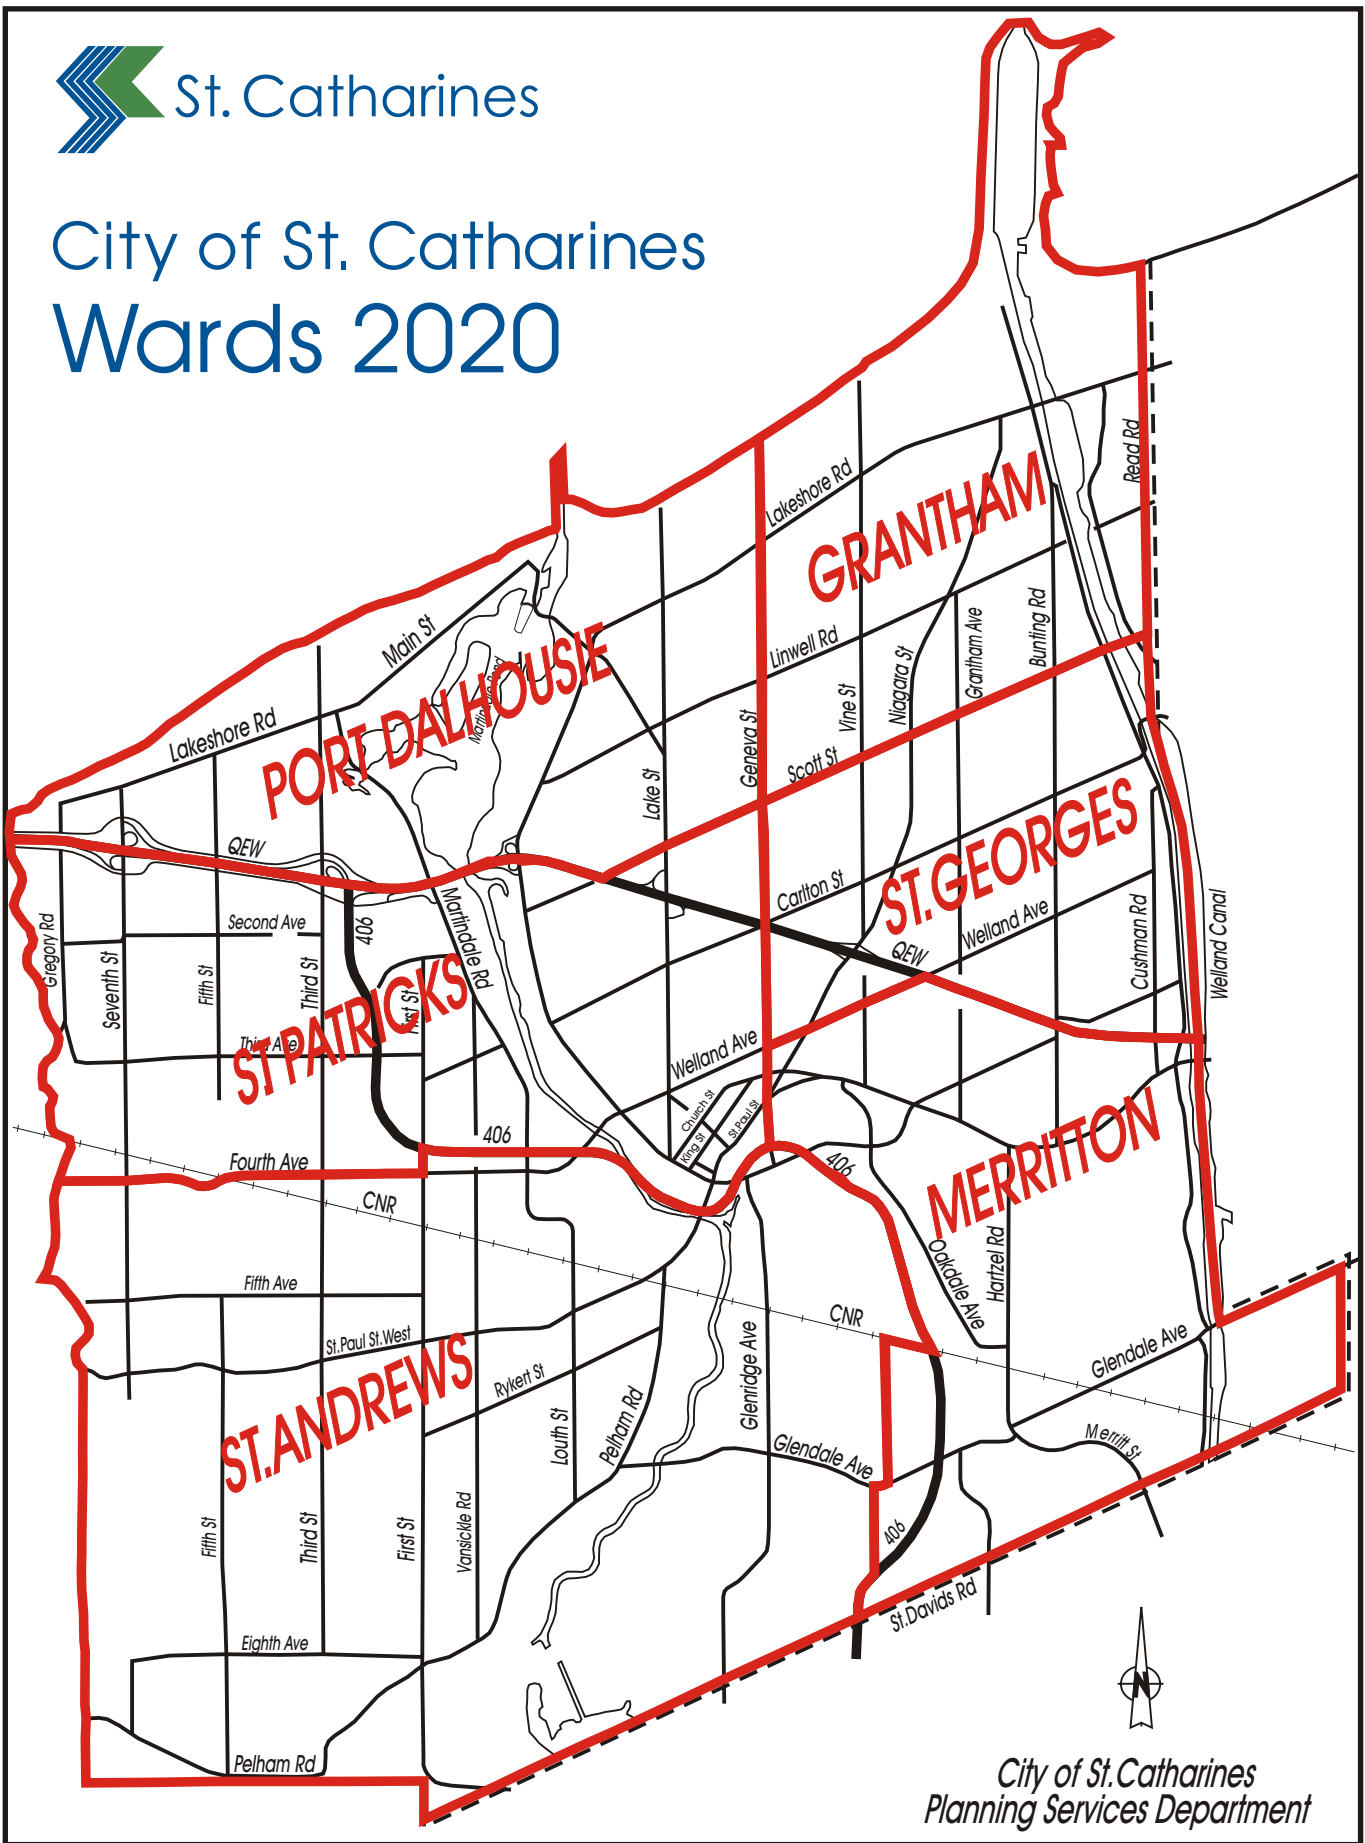 St. Catharines
City of St. Catharines
Wards 2020
Lakeshore Rd
Read Rd
GRANTHAM
Main St
Linwell Rd
Niagara St
Grantham Ave
Bunting Rd
PORT DALHOUSIE
Martindale Pond
Vine St
Geneva St
Lakeshore Rd
Scott St
Lake St
ST.GEORGES
QEW
Carlton St
Welland Ave
QEW
Cushman Rd
Welland Canal
Gregory Rd
Second Ave
406
Martindale Rd
Seventh St
Fifth St
Third St
First St
ST.PATRICKS
Third Ave
Welland Ave
Church St
King St
St.Paul St
MERRITTON
406
406
Fourth Ave
CNR
Oakdale Ave
Hartzel Rd
Fifth Ave
CNR
St.Paul St.West
Rykert St
Glenridge Ave
Glendale Ave
ST.ANDREWS
Louth St
Pelham Rd
Glendale Ave
Merritt St
Fifth St
Third St
First St
Vansickle Rd
406
St.Davids Rd
Eighth Ave
N
Pelham Rd
City of St.Catharines
Planning Services Department